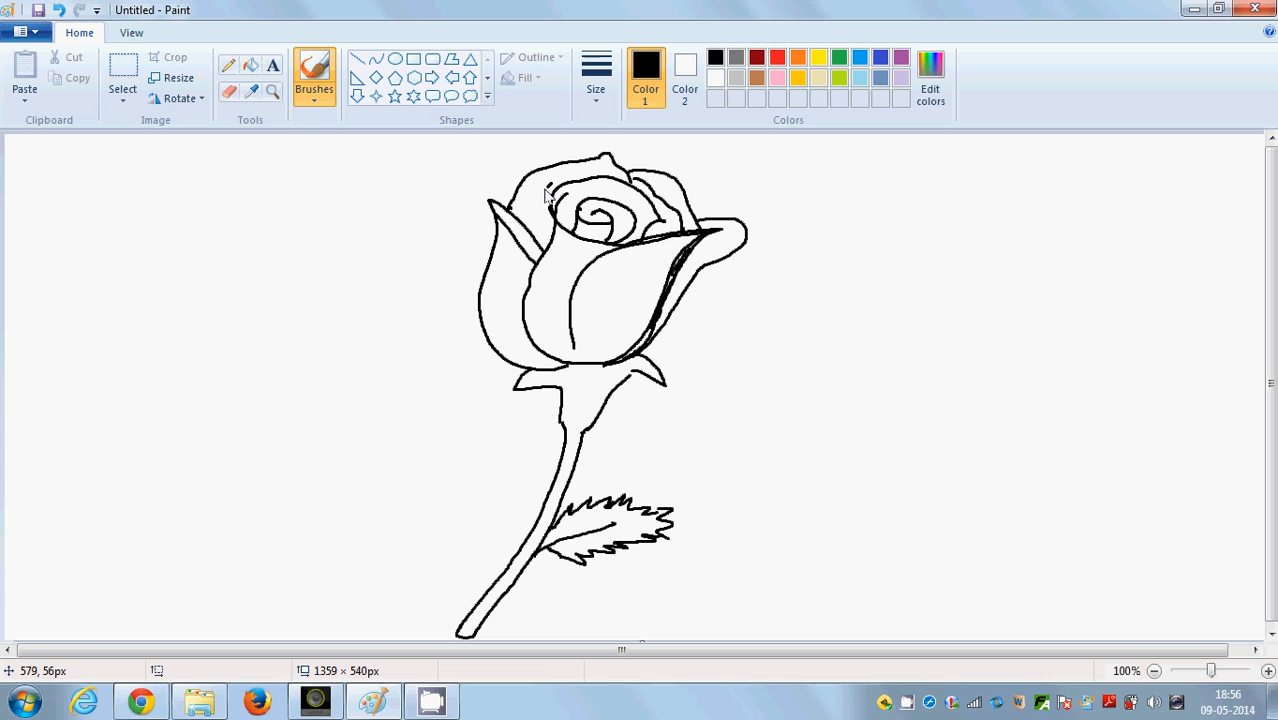 Untitled - Paint
Home View
Paste
Cut
Copy
Clipboard
Select
Crop
Resize
Rotate
Image
A
Tools
Brushes
Shapes
Outline
Fill
Size
Color 1
Color 2
Edit colors
Colors
579, 56px
1359 × 540px
100%
18:56
09-05-2014